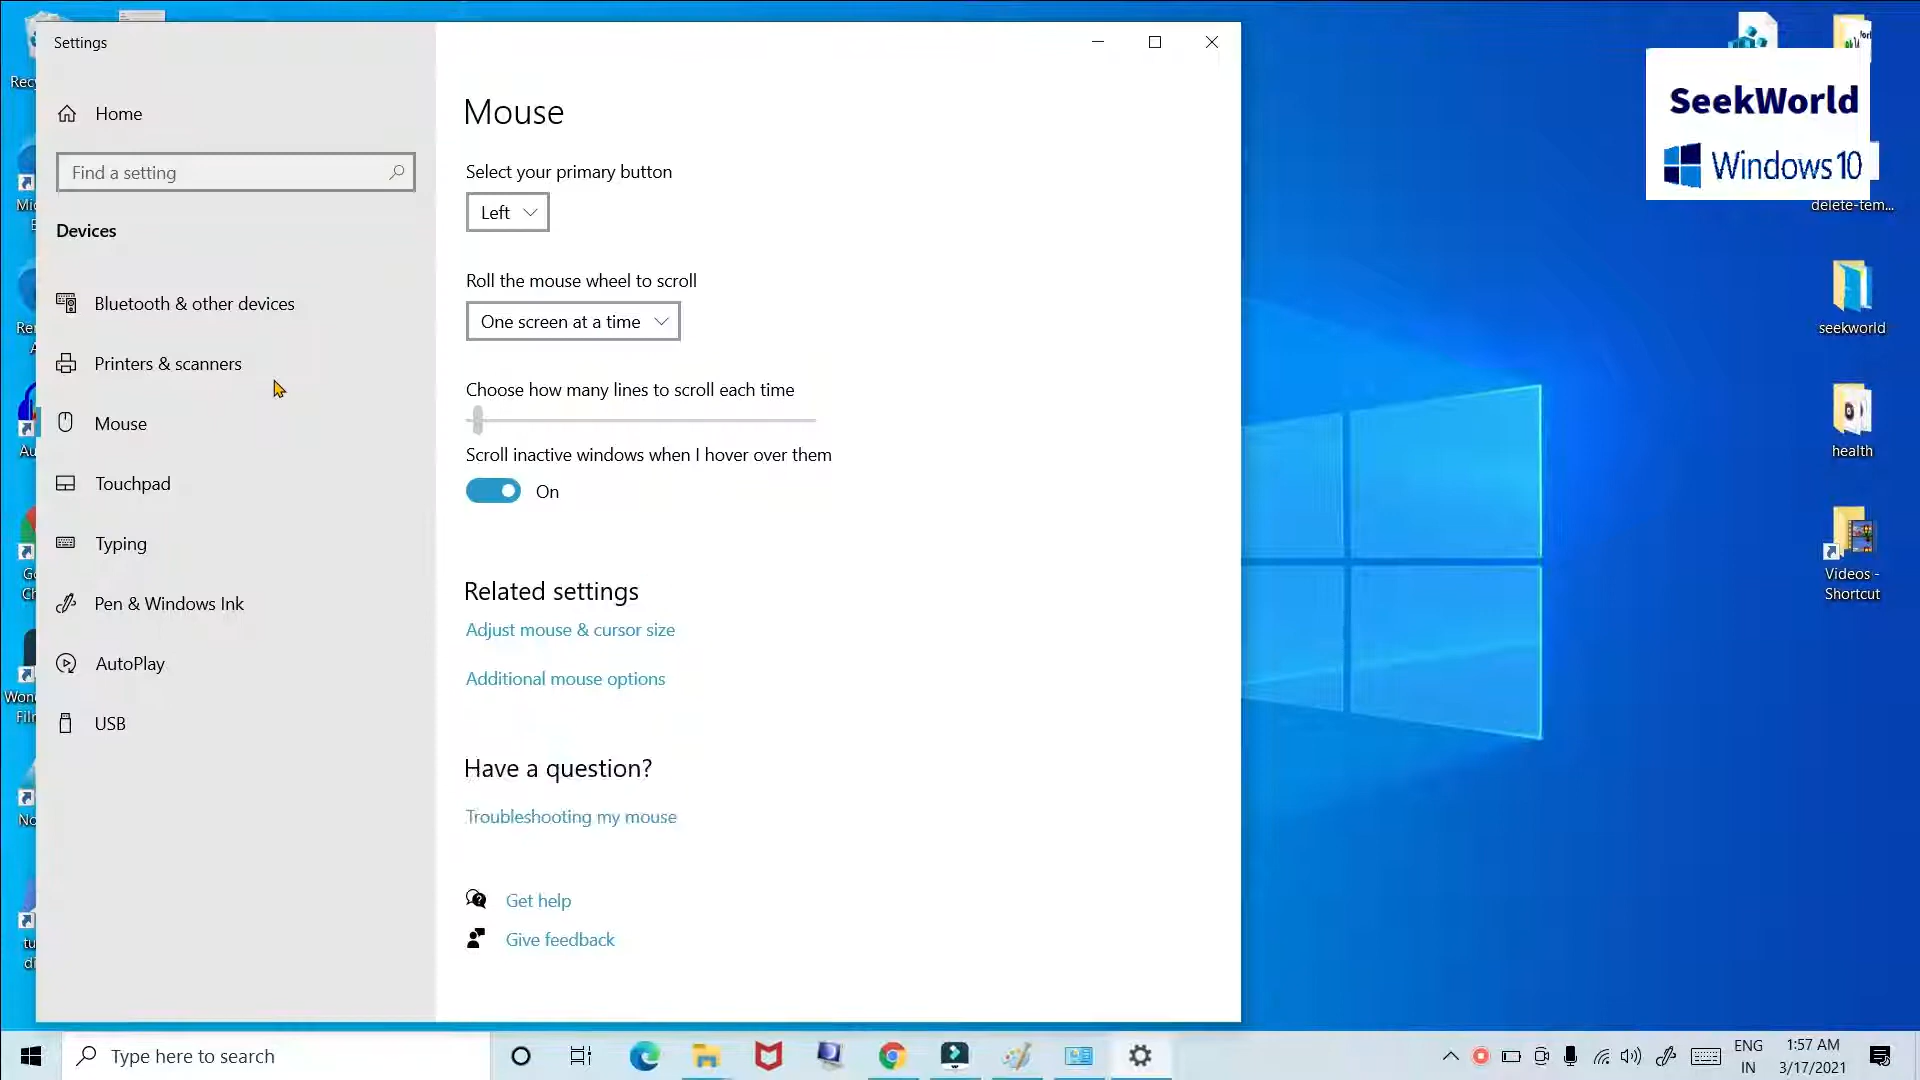 Settings
Home
Find a setting
Devices
Bluetooth & other devices
Printers & scanners
Mouse
Touchpad
Typing
Pen & Windows Ink
AutoPlay
USB
Mouse
Select your primary button
Left
Roll the mouse wheel to scroll
One screen at a time
Choose how many lines to scroll each time
Scroll inactive windows when I hover over them
On
Related settings
Adjust mouse & cursor size
Additional mouse options
Have a question?
Troubleshooting my mouse
Get help
Give feedback
SeekWorld
Windows 10
delete-tem...
seekworld
health
Videos -
Shortcut
Type here to search
ENG
IN
1:57 AM
3/17/2021